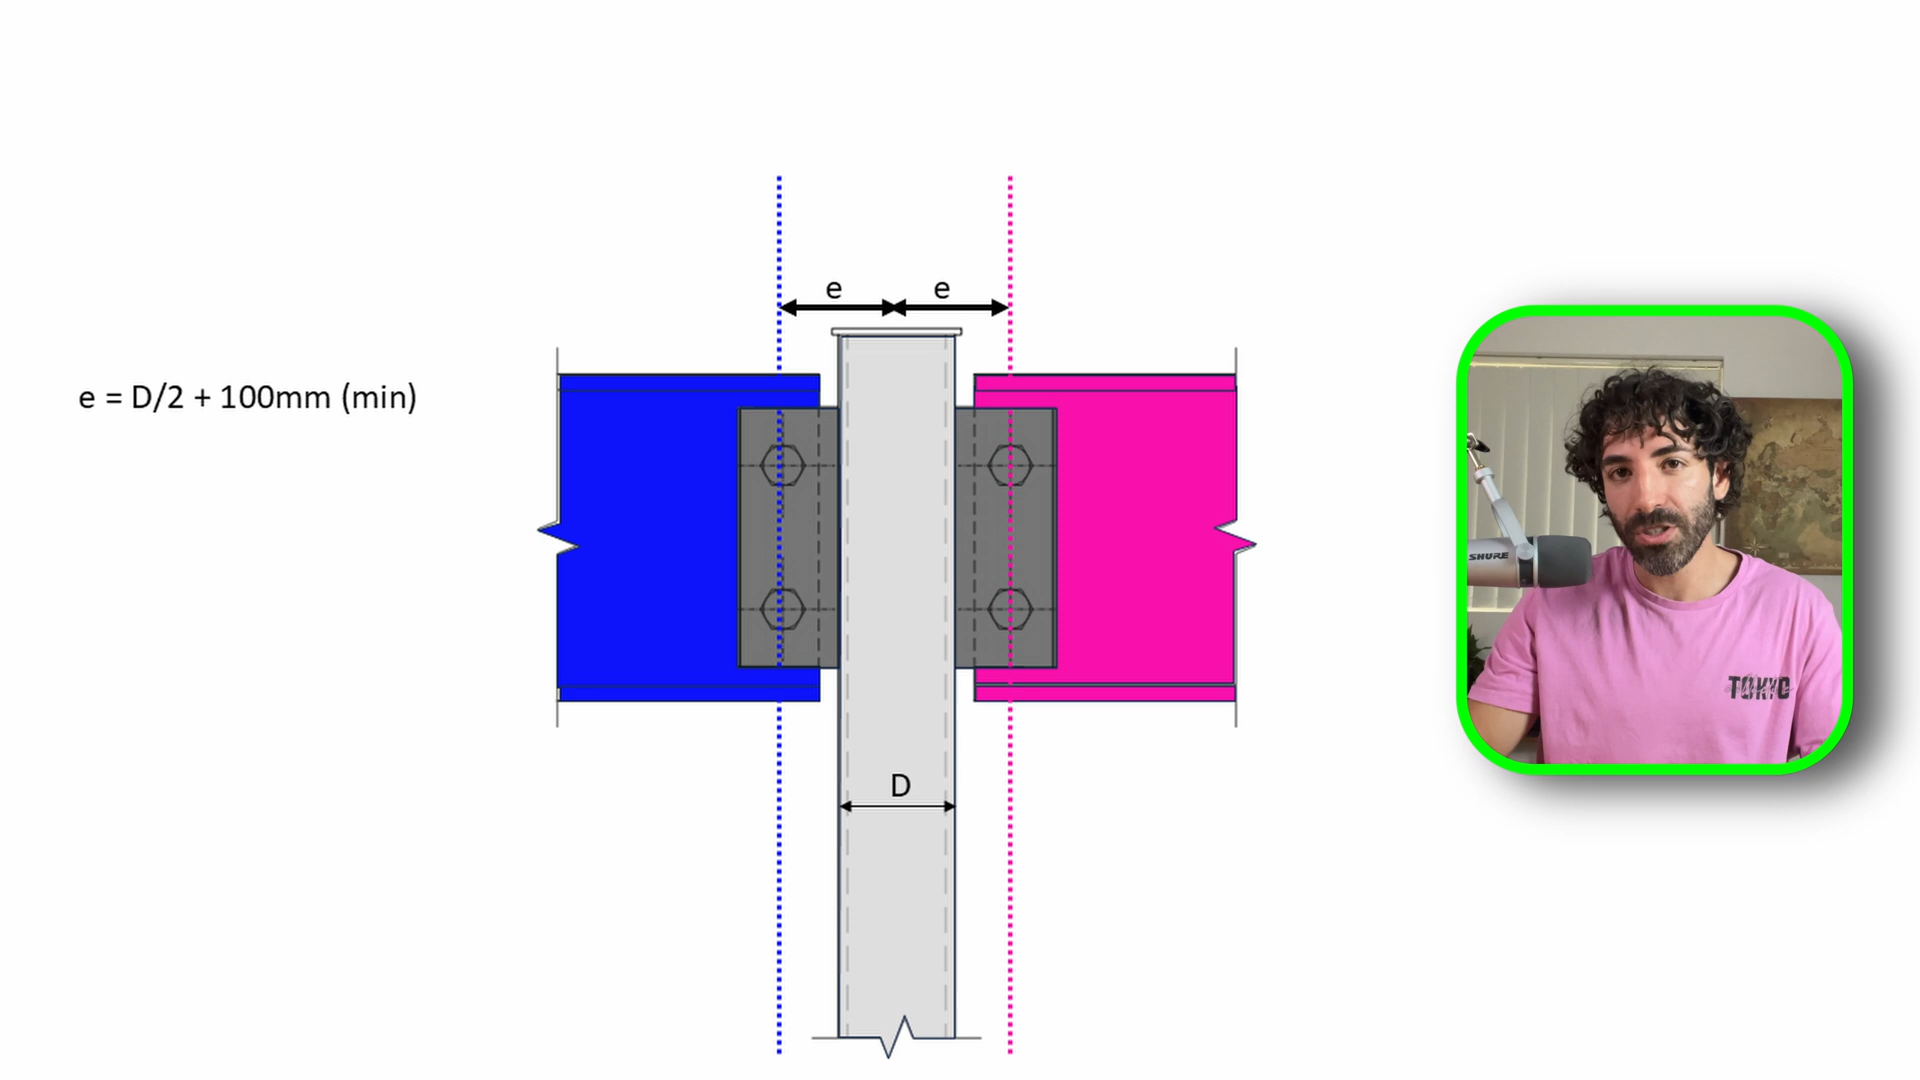 e e
e = D/2 + 100mm (min)
SHURE
TOKYO
D